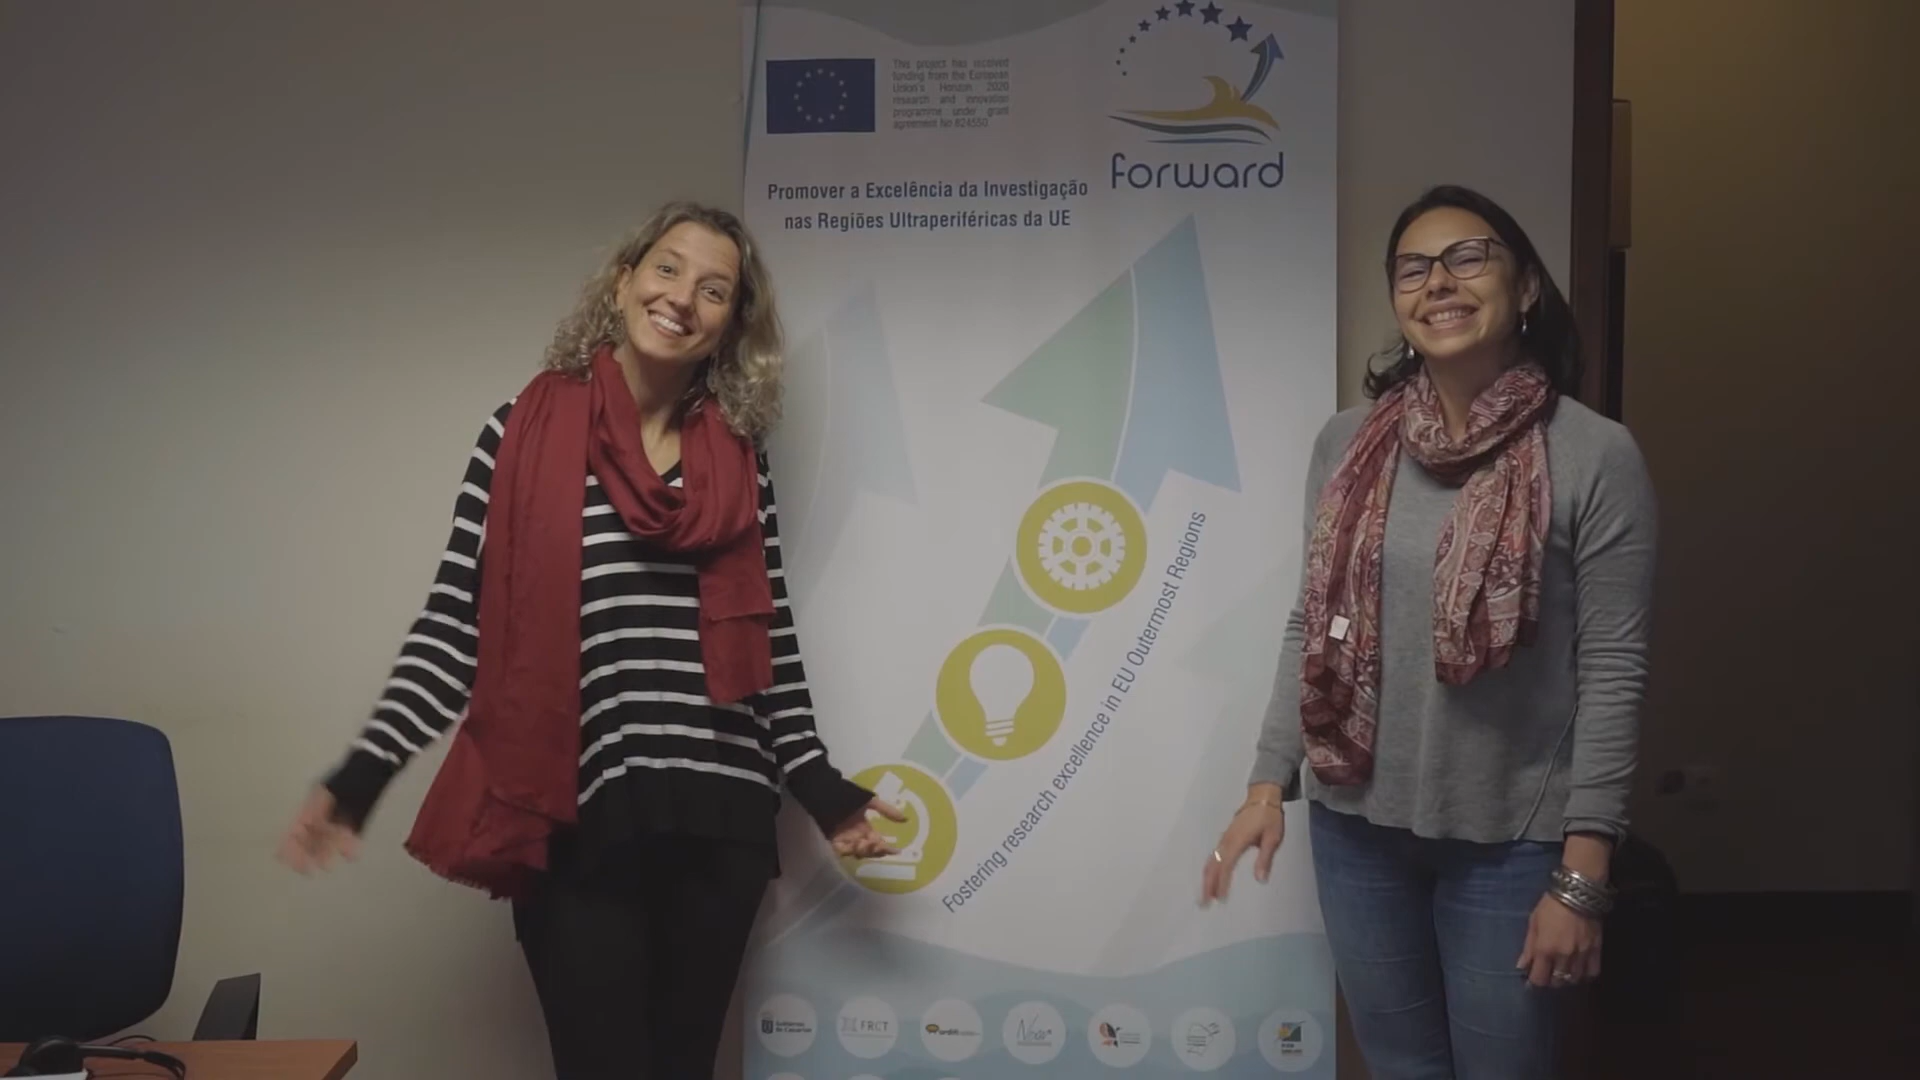 This project has received
funding from the European
Union's Horizon 2020
research and innovation
programme under grant
agreement No 824550
forward
Promover a Excelência da Investigação
nas Regiões Ultraperiféricas da UE
Fostering research excellence in EU Outermost Regions
FRCT
arditi